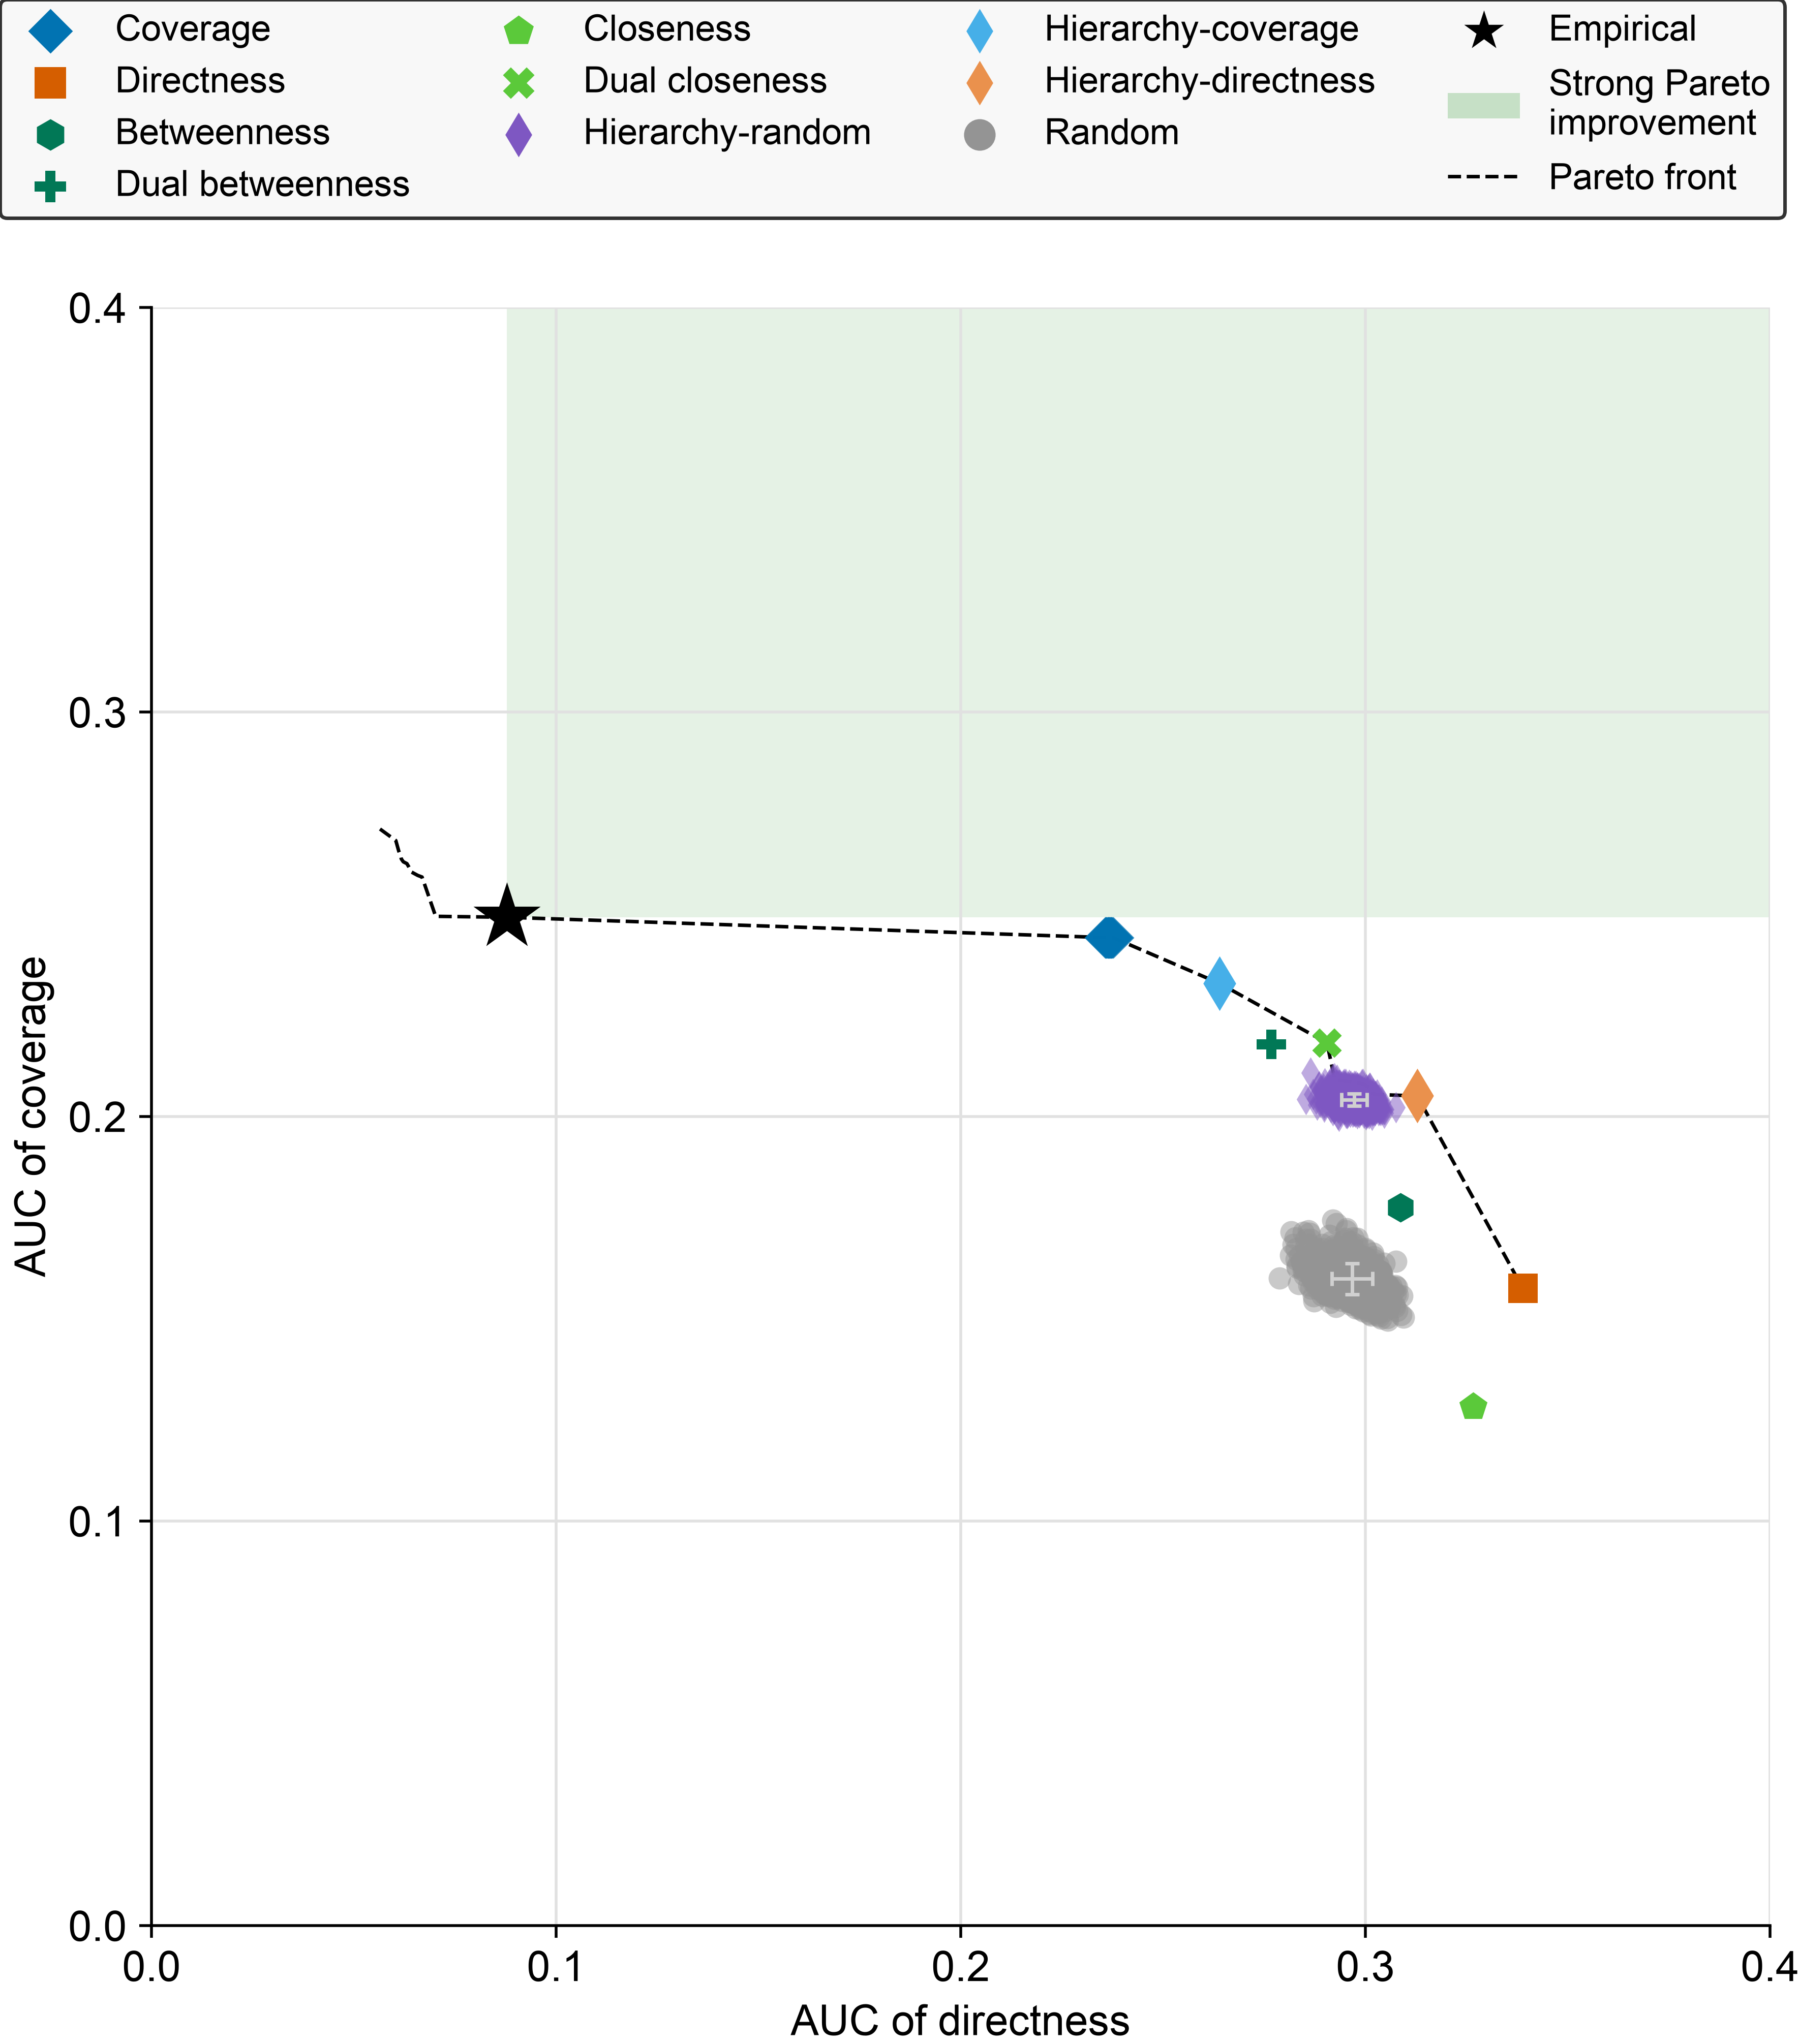 Coverage
Directness
Betweenness
Dual betweenness
Closeness
Dual closeness
Hierarchy-random
Hierarchy-coverage
Hierarchy-directness
Random
Empirical
Strong Pareto
improvement
Pareto front
0.4
0.3
0.2
0.1
0.0
AUC of coverage
0.0
0.1
0.2
0.3
0.4
AUC of directness